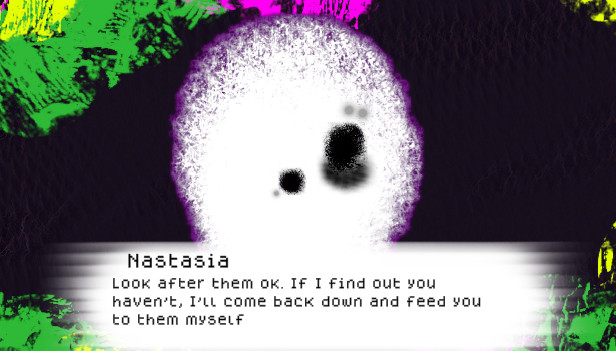 Nastasia
Look after them ok. If I find out you
haven't, I'll come back down and feed you
to them myself